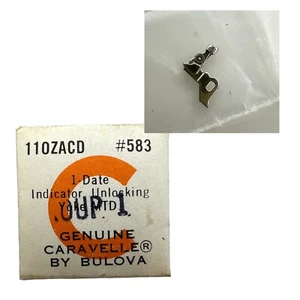 110ZACD #583
1 Date
Indicator Unlocking
Yoke MTD
.OUP 1
GENUINE
CARAVELLE®
BY BULOVA